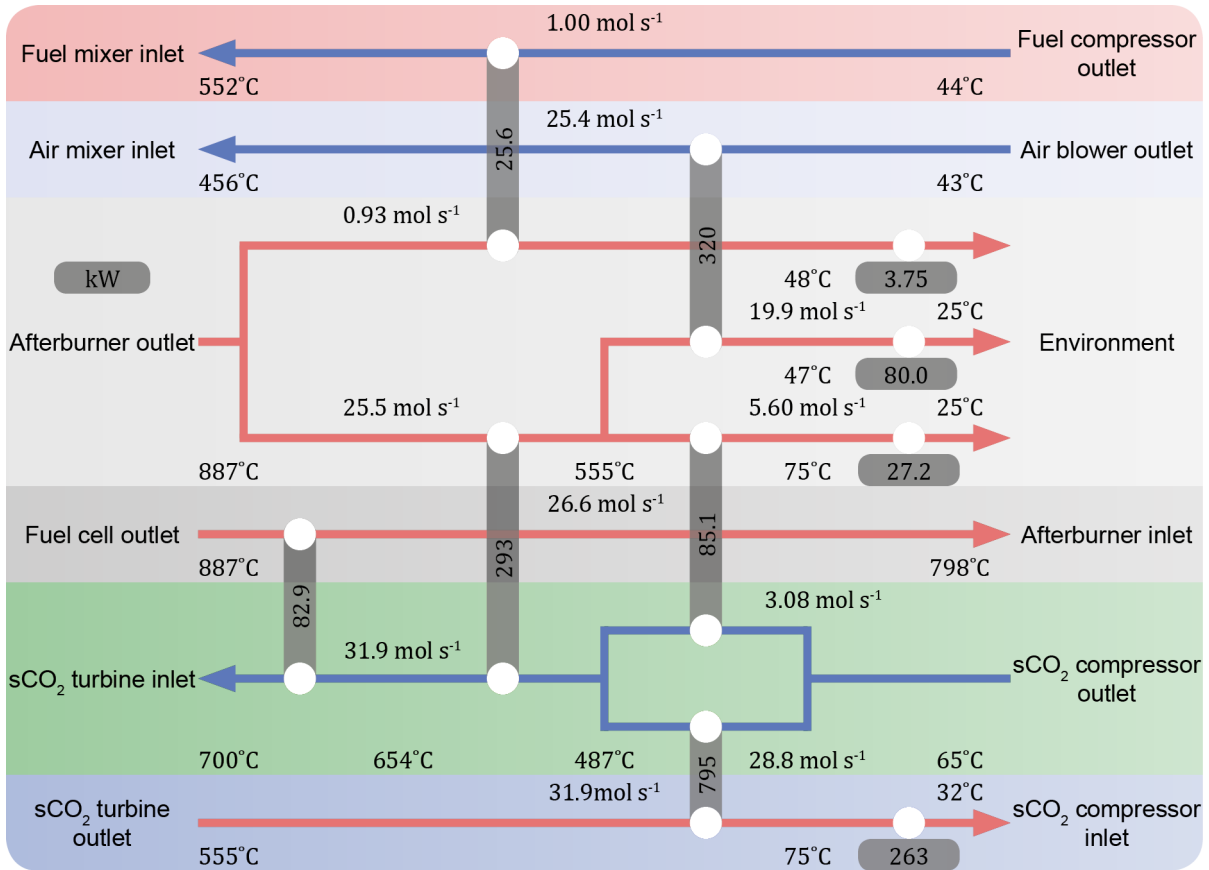 1.00 mol s⁻¹
Fuel mixer inlet
Fuel compressor
outlet
552°C
44°C
25.6
25.4 mol s⁻¹
Air mixer inlet
Air blower outlet
456°C
43°C
320
0.93 mol s⁻¹
kW
48°C
3.75
19.9 mol s⁻¹
25°C
Afterburner outlet
Environment
47°C
80.0
25.5 mol s⁻¹
5.60 mol s⁻¹
25°C
887°C
555°C
75°C
27.2
26.6 mol s⁻¹
Fuel cell outlet
Afterburner inlet
887°C
798°C
82.9
293
85.1
3.08 mol s⁻¹
31.9 mol s⁻¹
sCO₂ turbine inlet
sCO₂ compressor
outlet
700°C
654°C
487°C
795
28.8 mol s⁻¹
65°C
31.9mol s⁻¹
32°C
sCO₂ turbine
outlet
sCO₂ compressor
inlet
555°C
75°C
263